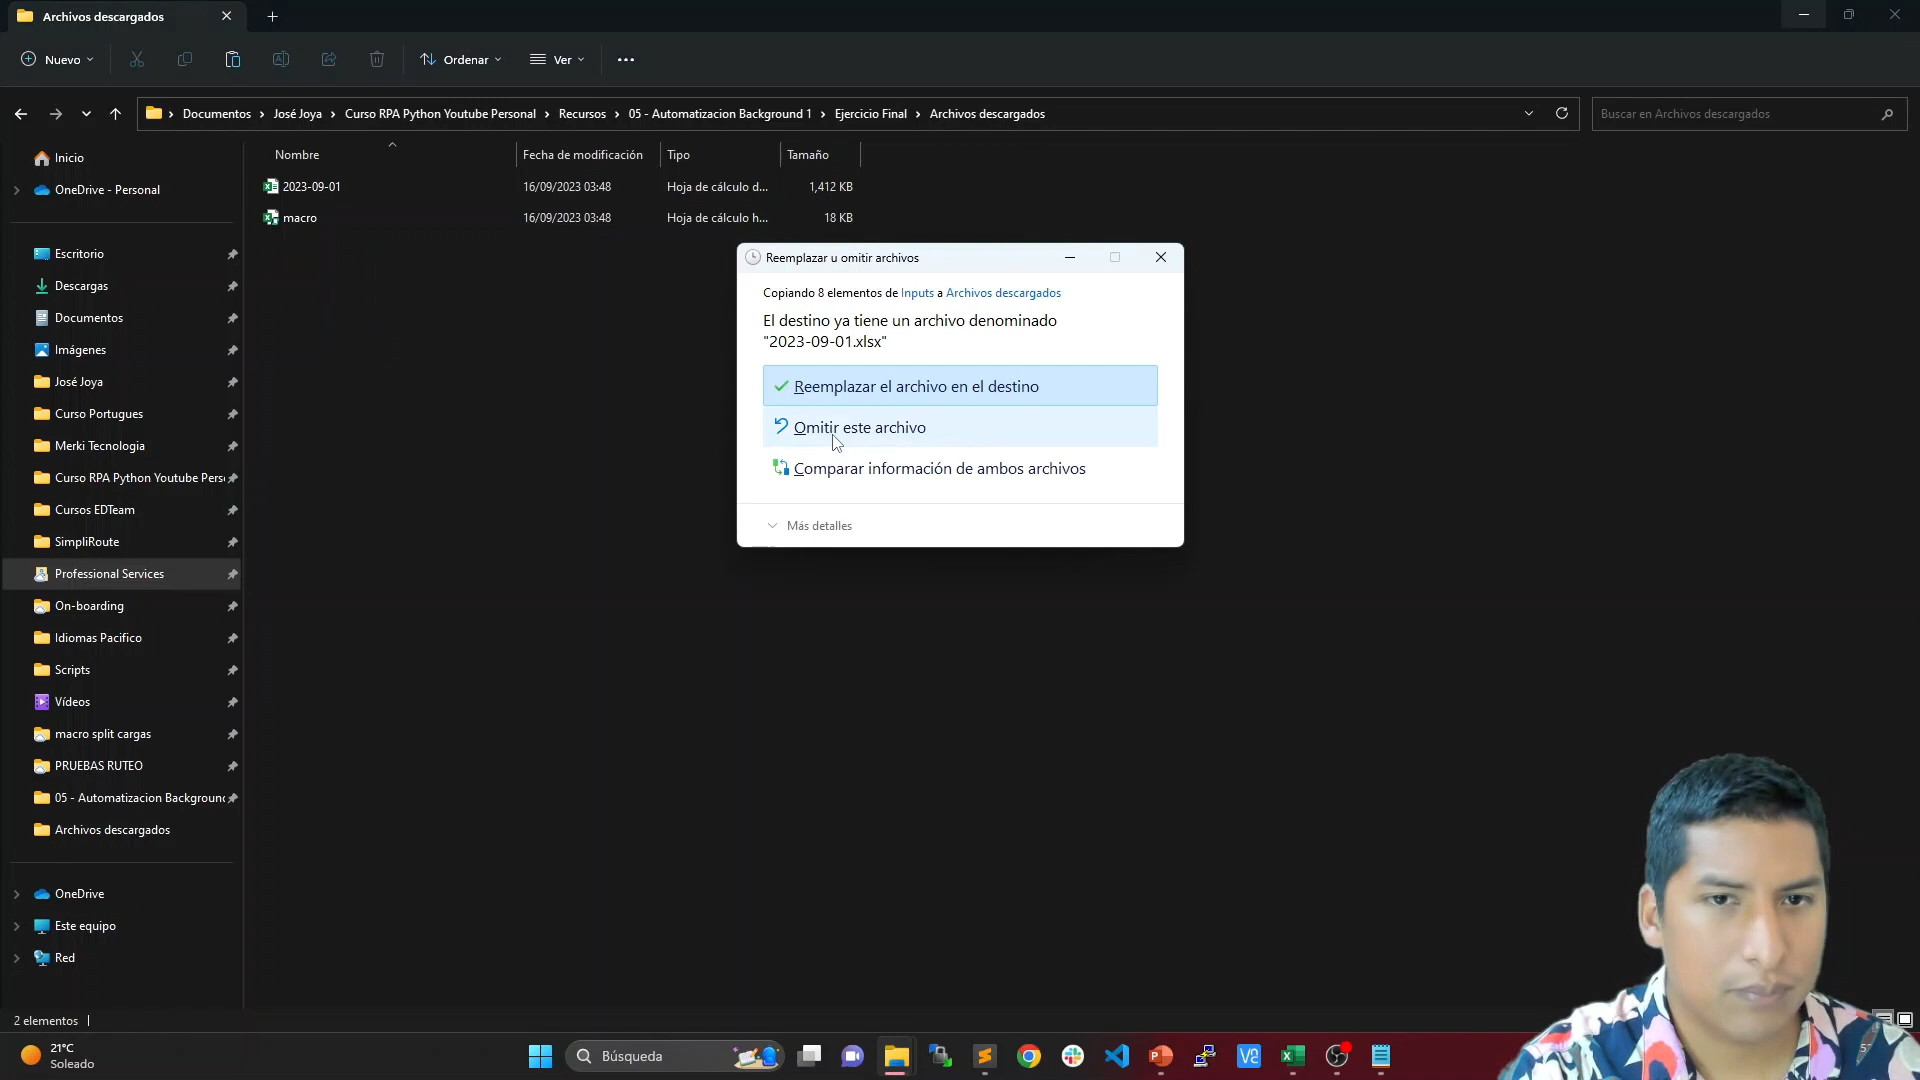 Archivos descargados
Nuevo
Ordenar
Ver
Documentos
José Joya
Curso RPA Python Youtube Personal
Recursos
05 - Automatizacion Background 1
Ejercicio Final
Archivos descargados
Buscar en Archivos descargados
Nombre
Fecha de modificación
Tipo
Tamaño
2023-09-01
16/09/2023 03:48
Hoja de cálculo d...
1,412 KB
macro
16/09/2023 03:48
Hoja de cálculo h...
18 KB
Inicio
OneDrive - Personal
Escritorio
Descargas
Documentos
Imágenes
José Joya
Curso Portugues
Merki Tecnologia
Curso RPA Python Youtube Pers
Cursos EDTeam
SimpliRoute
Professional Services
On-boarding
Idiomas Pacifico
Scripts
Vídeos
macro split cargas
PRUEBAS RUTEO
05 - Automatizacion Background
Archivos descargados
OneDrive
Este equipo
Red
Reemplazar u omitir archivos
Copiando 8 elementos de Inputs a Archivos descargados
El destino ya tiene un archivo denominado
"2023-09-01.xlsx"
Reemplazar el archivo en el destino
Omitir este archivo
Comparar información de ambos archivos
Más detalles
2 elementos
21°C
Soleado
Búsqueda